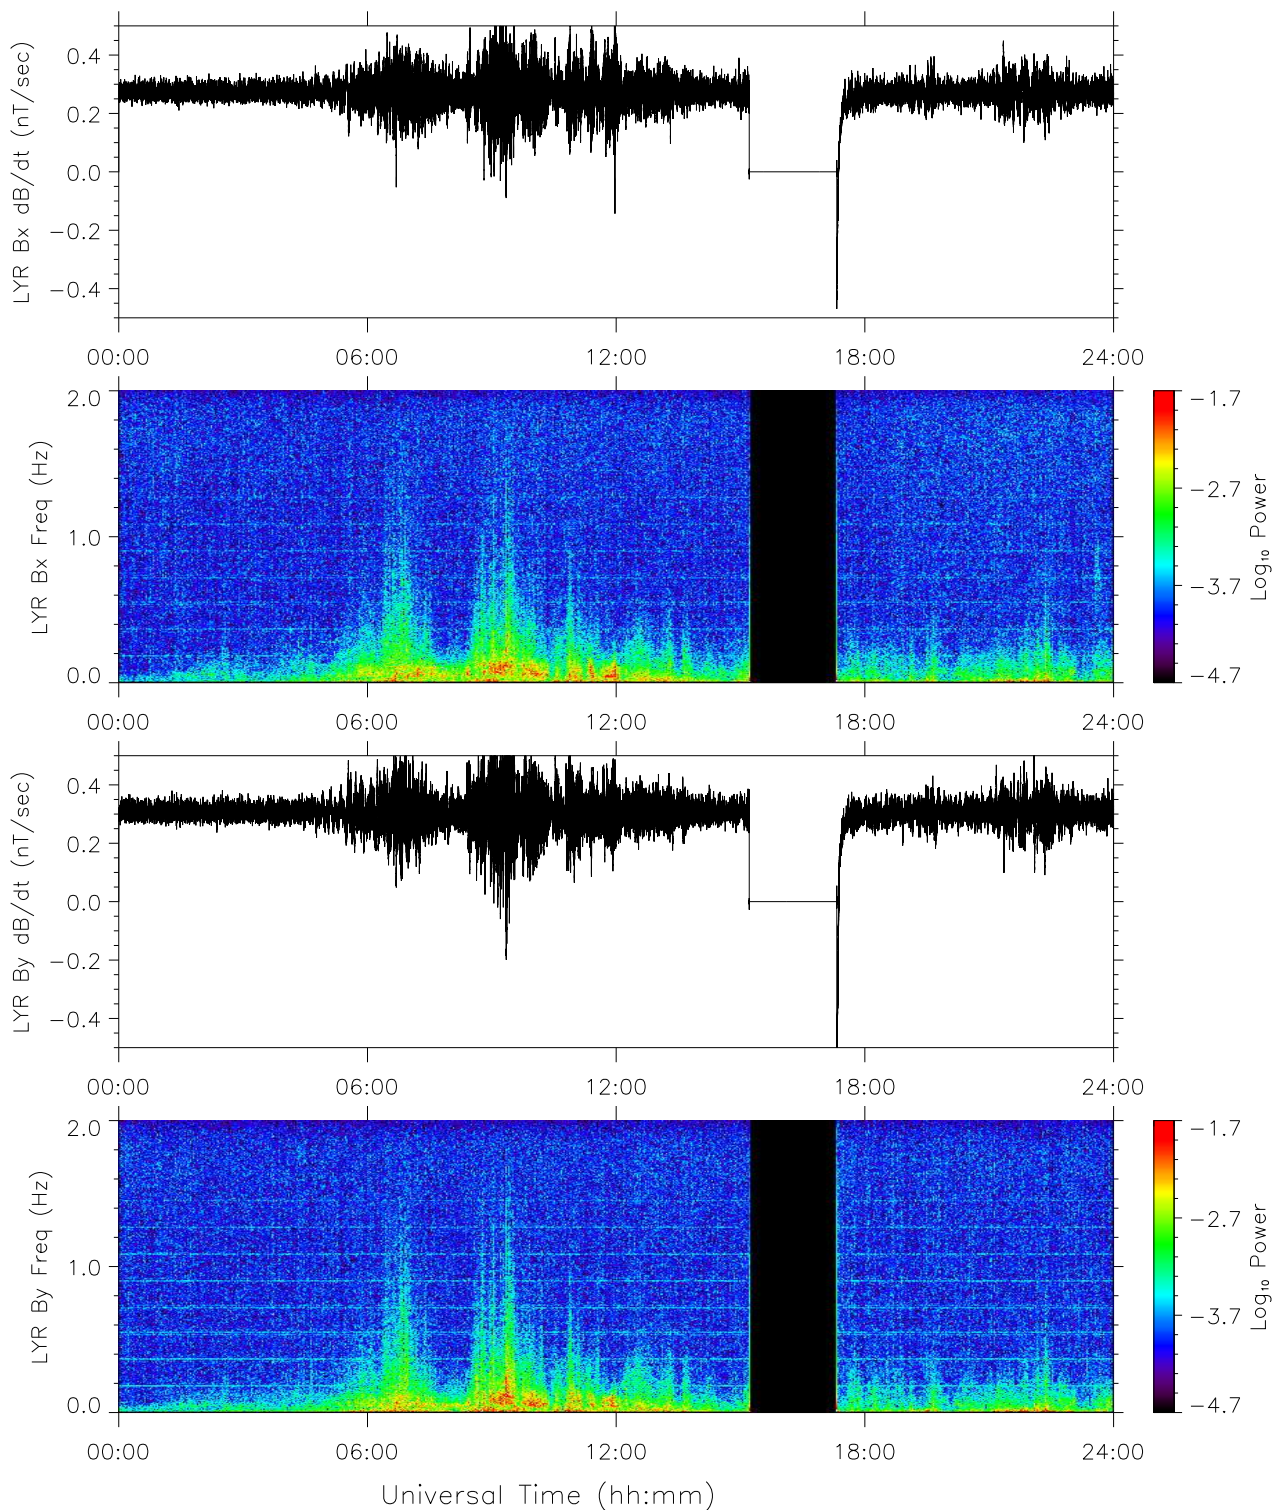 LYR Bx dB/dt (nT/sec)
0.4
0.2
0.0
−0.2
−0.4
00:00 06:00 12:00 18:00 24:00
LYR Bx Freq (Hz)
2.0
1.0
0.0
−1.7
−2.7
−3.7
−4.7
Log₁₀ Power
00:00 06:00 12:00 18:00 24:00
LYR By dB/dt (nT/sec)
0.4
0.2
0.0
−0.2
−0.4
00:00 06:00 12:00 18:00 24:00
LYR By Freq (Hz)
2.0
1.0
0.0
−1.7
−2.7
−3.7
−4.7
Log₁₀ Power
00:00 06:00 12:00 18:00 24:00
Universal Time (hh:mm)